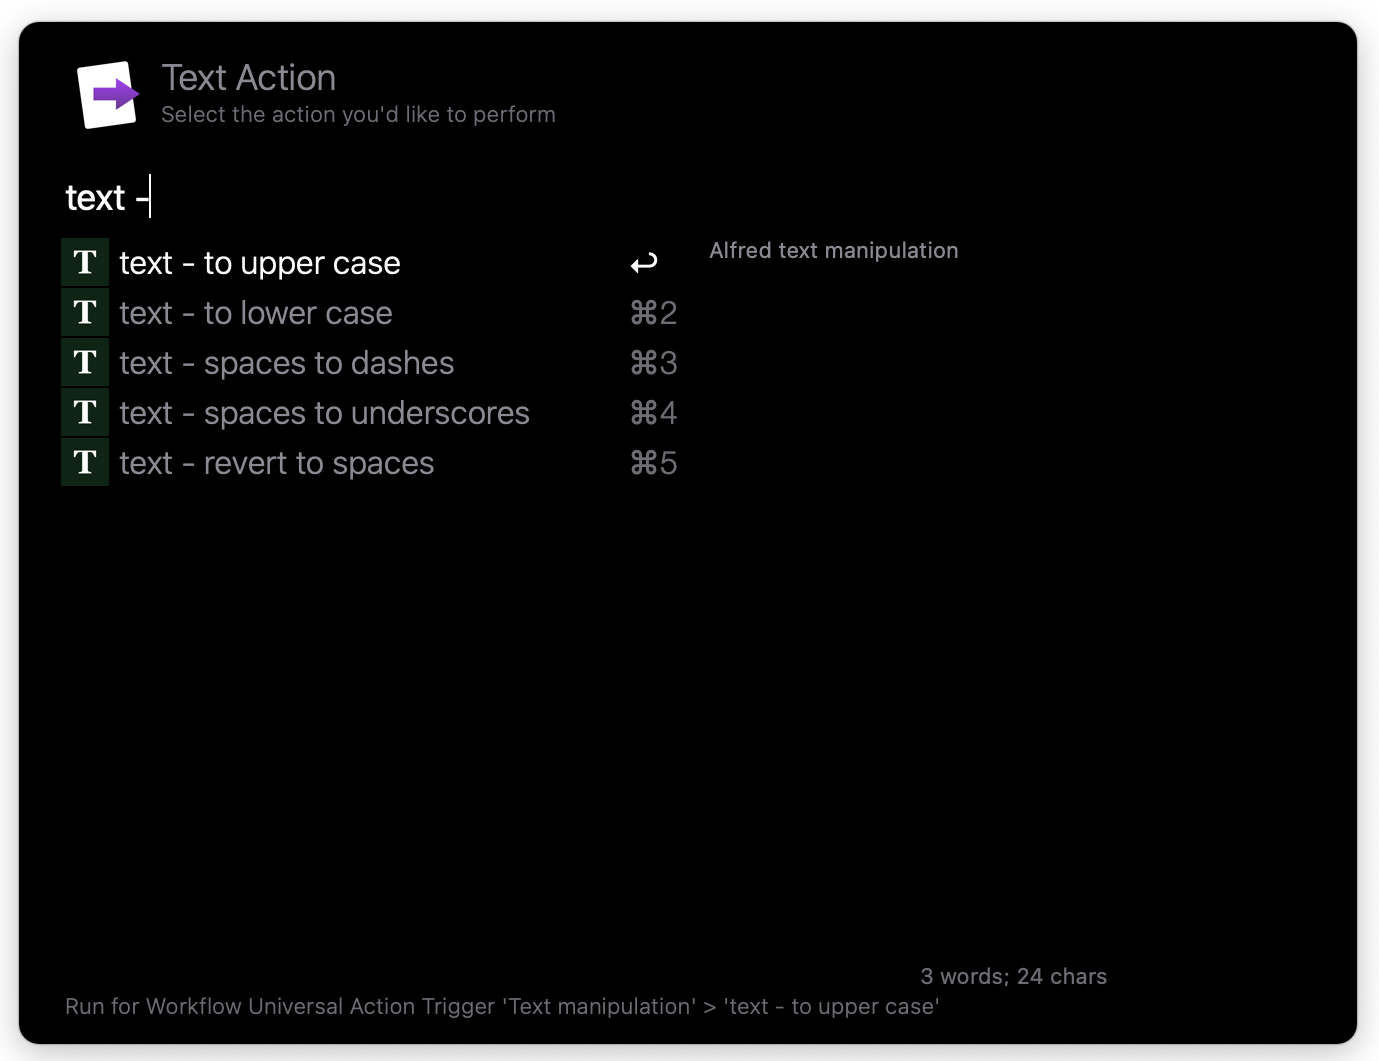 Text Action
Select the action you'd like to perform
text -
T text - to upper case ↩
Alfred text manipulation
T text - to lower case ⌘2
T text - spaces to dashes ⌘3
T text - spaces to underscores ⌘4
T text - revert to spaces ⌘5
3 words; 24 chars
Run for Workflow Universal Action Trigger 'Text manipulation' > 'text - to upper case'